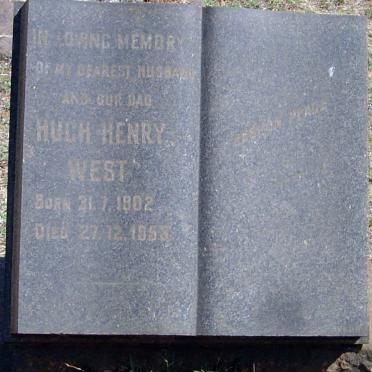 IN LOVING MEMORY
OF MY DEAREST HUSBAND
AND OUR DAD
HUGH HENRY
WEST
BORN 31.7.1902
DIED 27.12.1958